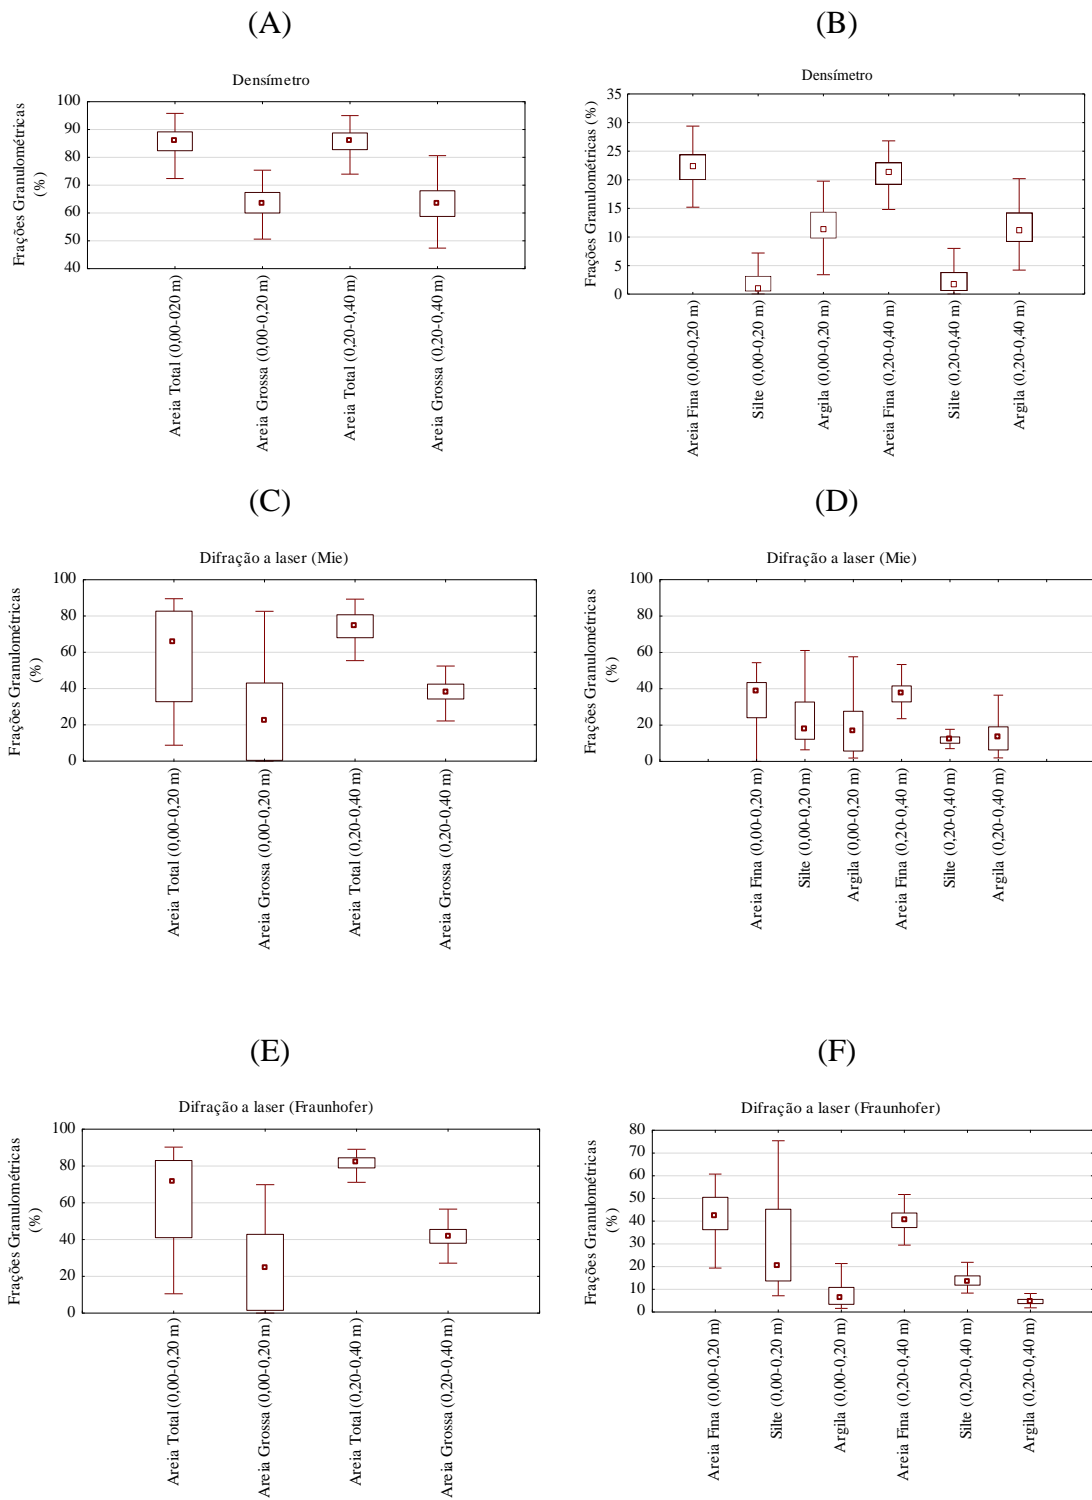 (A)
Densímetro
Frações Granulométricas
(%)
100
90
80
70
60
50
40
Areia Total (0,00-020 m)
Areia Grossa (0,00-0,20 m)
Areia Total (0,20-0,40 m)
Areia Grossa (0,20-0,40 m)
(B)
Densímetro
Frações Granulométricas (%)
35
30
25
20
15
10
5
0
Areia Fina (0,00-0,20 m)
Silte (0,00-0,20 m)
Argila (0,00-0,20 m)
Areia Fina (0,20-0,40 m)
Silte (0,20-0,40 m)
Argila (0,20-0,40 m)
(C)
Difração a laser (Mie)
Frações Granulométricas
(%)
100
80
60
40
20
0
Areia Total (0,00-0,20 m)
Areia Grossa (0,00-0,20 m)
Areia Total (0,20-0,40 m)
Areia Grossa (0,20-0,40 m)
(D)
Difração a laser (Mie)
Frações Granulométricas
(%)
100
80
60
40
20
0
Areia Fina (0,00-0,20 m)
Silte (0,00-0,20 m)
Argila (0,00-0,20 m)
Areia Fina (0,20-0,40 m)
Silte (0,20-0,40 m)
Argila (0,20-0,40 m)
(E)
Difração a laser (Fraunhofer)
Frações Granulométricas
(%)
100
80
60
40
20
0
Areia Total (0,00-0,20 m)
Areia Grossa (0,00-0,20 m)
Areia Total (0,20-0,40 m)
Areia Grossa (0,20-0,40 m)
(F)
Difração a laser (Fraunhofer)
Frações Granulométricas
(%)
80
70
60
50
40
30
20
10
0
Areia Fina (0,00-0,20 m)
Silte (0,00-0,20 m)
Argila (0,00-0,20 m)
Areia Fina (0,20-0,40 m)
Silte (0,20-0,40 m)
Argila (0,20-0,40 m)